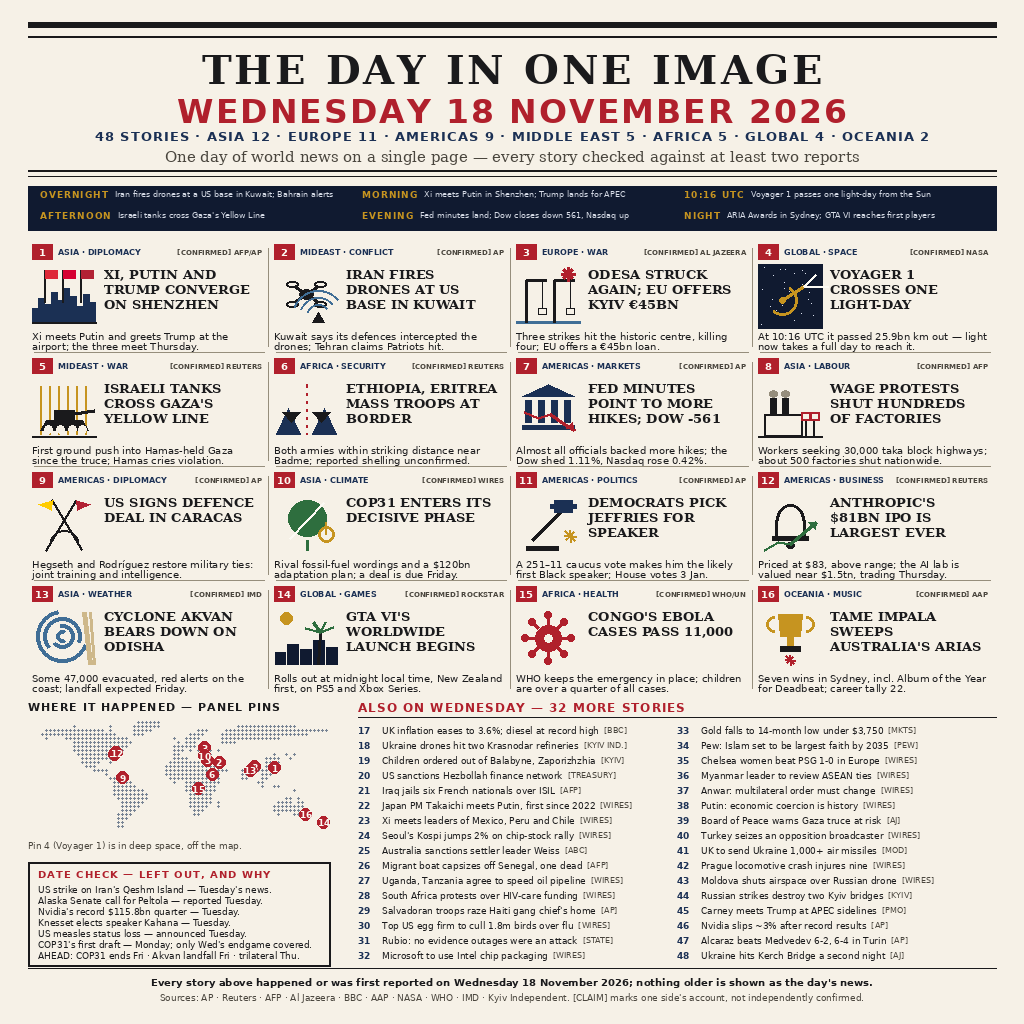 THE DAY IN ONE IMAGE
WEDNESDAY 18 NOVEMBER 2026
48 STORIES · ASIA 12 · EUROPE 11 · AMERICAS 9 · MIDDLE EAST 5 · AFRICA 5 · GLOBAL 4 · OCEANIA 2
One day of world news on a single page — every story checked against at least two reports
OVERNIGHT Iran fires drones at a US base in Kuwait; Bahrain alerts
MORNING Xi meets Putin in Shenzhen; Trump lands for APEC
10:16 UTC Voyager 1 passes one light-day from the Sun
AFTERNOON Israeli tanks cross Gaza's Yellow Line
EVENING Fed minutes land; Dow closes down 561, Nasdaq up
NIGHT ARIA Awards in Sydney; GTA VI reaches first players
1 ASIA · DIPLOMACY [CONFIRMED] AFP/AP
XI, PUTIN AND
TRUMP CONVERGE
ON SHENZHEN
Xi meets Putin and greets Trump at the
airport; the three meet Thursday.
2 MIDEAST · CONFLICT [CONFIRMED] AP
IRAN FIRES
DRONES AT US
BASE IN KUWAIT
Kuwait says its defences intercepted the
drones; Tehran claims Patriots hit.
3 EUROPE · WAR [CONFIRMED] AL JAZEERA
ODESA STRUCK
AGAIN; EU OFFERS
KYIV €45BN
Three strikes hit the historic centre, killing
four; EU offers a €45bn loan.
4 GLOBAL · SPACE [CONFIRMED] NASA
VOYAGER 1
CROSSES ONE
LIGHT-DAY
At 10:16 UTC it passed 25.9bn km out — light
now takes a full day to reach it.
5 MIDEAST · WAR [CONFIRMED] REUTERS
ISRAELI TANKS
CROSS GAZA'S
YELLOW LINE
First ground push into Hamas-held Gaza
since the truce; Hamas cries violation.
6 AFRICA · SECURITY [CONFIRMED] REUTERS
ETHIOPIA, ERITREA
MASS TROOPS AT
BORDER
Both armies within striking distance near
Badme; reported shelling unconfirmed.
7 AMERICAS · MARKETS [CONFIRMED] AP
FED MINUTES
POINT TO MORE
HIKES; DOW -561
Almost all officials backed more hikes; the
Dow shed 1.11%, Nasdaq rose 0.42%.
8 ASIA · LABOUR [CONFIRMED] AFP
WAGE PROTESTS
SHUT HUNDREDS
OF FACTORIES
Workers seeking 30,000 taka block highways;
about 500 factories shut nationwide.
9 AMERICAS · DIPLOMACY [CONFIRMED] AP
US SIGNS DEFENCE
DEAL IN CARACAS
Hegseth and Rodríguez restore military ties:
joint training and intelligence.
10 ASIA · CLIMATE [CONFIRMED] WIRES
COP31 ENTERS ITS
DECISIVE PHASE
Rival fossil-fuel wordings and a $120bn
adaptation plan; a deal is due Friday.
11 AMERICAS · POLITICS [CONFIRMED] AP
DEMOCRATS PICK
JEFFRIES FOR
SPEAKER
A 251–11 caucus vote makes him the likely
first Black speaker; House votes 3 Jan.
12 AMERICAS · BUSINESS [CONFIRMED] REUTERS
ANTHROPIC'S
$81BN IPO IS
LARGEST EVER
Priced at $83, above range; the AI lab is
valued near $1.5tn, trading Thursday.
13 ASIA · WEATHER [CONFIRMED] IMD
CYCLONE AKVAN
BEARS DOWN ON
ODISHA
Some 47,000 evacuated, red alerts on the
coast; landfall expected Friday.
14 GLOBAL · GAMES [CONFIRMED] ROCKSTAR
GTA VI'S
WORLDWIDE
LAUNCH BEGINS
Rolls out at midnight local time, New Zealand
first, on PS5 and Xbox Series.
15 AFRICA · HEALTH [CONFIRMED] WHO/UN
CONGO'S EBOLA
CASES PASS 11,000
WHO keeps the emergency in place; children
are over a quarter of all cases.
16 OCEANIA · MUSIC [CONFIRMED] AAP
TAME IMPALA
SWEEPS
AUSTRALIA'S ARIAS
Seven wins in Sydney, incl. Album of the Year
for Deadbeat; career tally 22.
WHERE IT HAPPENED — PANEL PINS
12
9
2
6
15
13
1
16
14
Pin 4 (Voyager 1) is in deep space, off the map.
DATE CHECK — LEFT OUT, AND WHY
US strike on Iran's Qeshm Island — Tuesday's news.
Alaska Senate call for Peltola — reported Tuesday.
Nvidia's record $115.8bn quarter — Tuesday.
Knesset elects speaker Kahana — Tuesday.
US measles status loss — announced Tuesday.
COP31's first draft — Monday; only Wed's endgame covered.
AHEAD: COP31 ends Fri · Akvan landfall Fri · trilateral Thu.
ALSO ON WEDNESDAY — 32 MORE STORIES
17 UK inflation eases to 3.6%; diesel at record high [BBC]
18 Ukraine drones hit two Krasnodar refineries [KYIV IND.]
19 Children ordered out of Balabyne, Zaporizhzhia [KYIV]
20 US sanctions Hezbollah finance network [TREASURY]
21 Iraq jails six French nationals over ISIL [AFP]
22 Japan PM Takaichi meets Putin, first since 2022 [WIRES]
23 Xi meets leaders of Mexico, Peru and Chile [WIRES]
24 Seoul's Kospi jumps 2% on chip-stock rally [WIRES]
25 Australia sanctions settler leader Weiss [ABC]
26 Migrant boat capsizes off Senegal, one dead [AFP]
27 Uganda, Tanzania agree to speed oil pipeline [WIRES]
28 South Africa protests over HIV-care funding [WIRES]
29 Salvadoran troops raze Haiti gang chief's home [AP]
30 Top US egg firm to cull 1.8m birds over flu [WIRES]
31 Rubio: no evidence outages were an attack [STATE]
32 Microsoft to use Intel chip packaging [WIRES]
33 Gold falls to 14-month low under $3,750 [MKTS]
34 Pew: Islam set to be largest faith by 2035 [PEW]
35 Chelsea women beat PSG 1-0 in Europe [WIRES]
36 Myanmar leader to review ASEAN ties [WIRES]
37 Anwar: multilateral order must change [WIRES]
38 Putin: economic coercion is history [WIRES]
39 Board of Peace warns Gaza truce at risk [AJ]
40 Turkey seizes an opposition broadcaster [WIRES]
41 UK to send Ukraine 1,000+ air missiles [MOD]
42 Prague locomotive crash injures nine [WIRES]
43 Moldova shuts airspace over Russian drone [WIRES]
44 Russian strikes destroy two Kyiv bridges [KYIV]
45 Carney meets Trump at APEC sidelines [PMO]
46 Nvidia slips ~3% after record results [AP]
47 Alcaraz beats Medvedev 6-2, 6-4 in Turin [AP]
48 Ukraine hits Kerch Bridge a second night [AJ]
Every story above happened or was first reported on Wednesday 18 November 2026; nothing older is shown as the day's news.
Sources: AP · Reuters · AFP · Al Jazeera · BBC · AAP · NASA · WHO · IMD · Kyiv Independent. [CLAIM] marks one side's account, not independently confirmed.